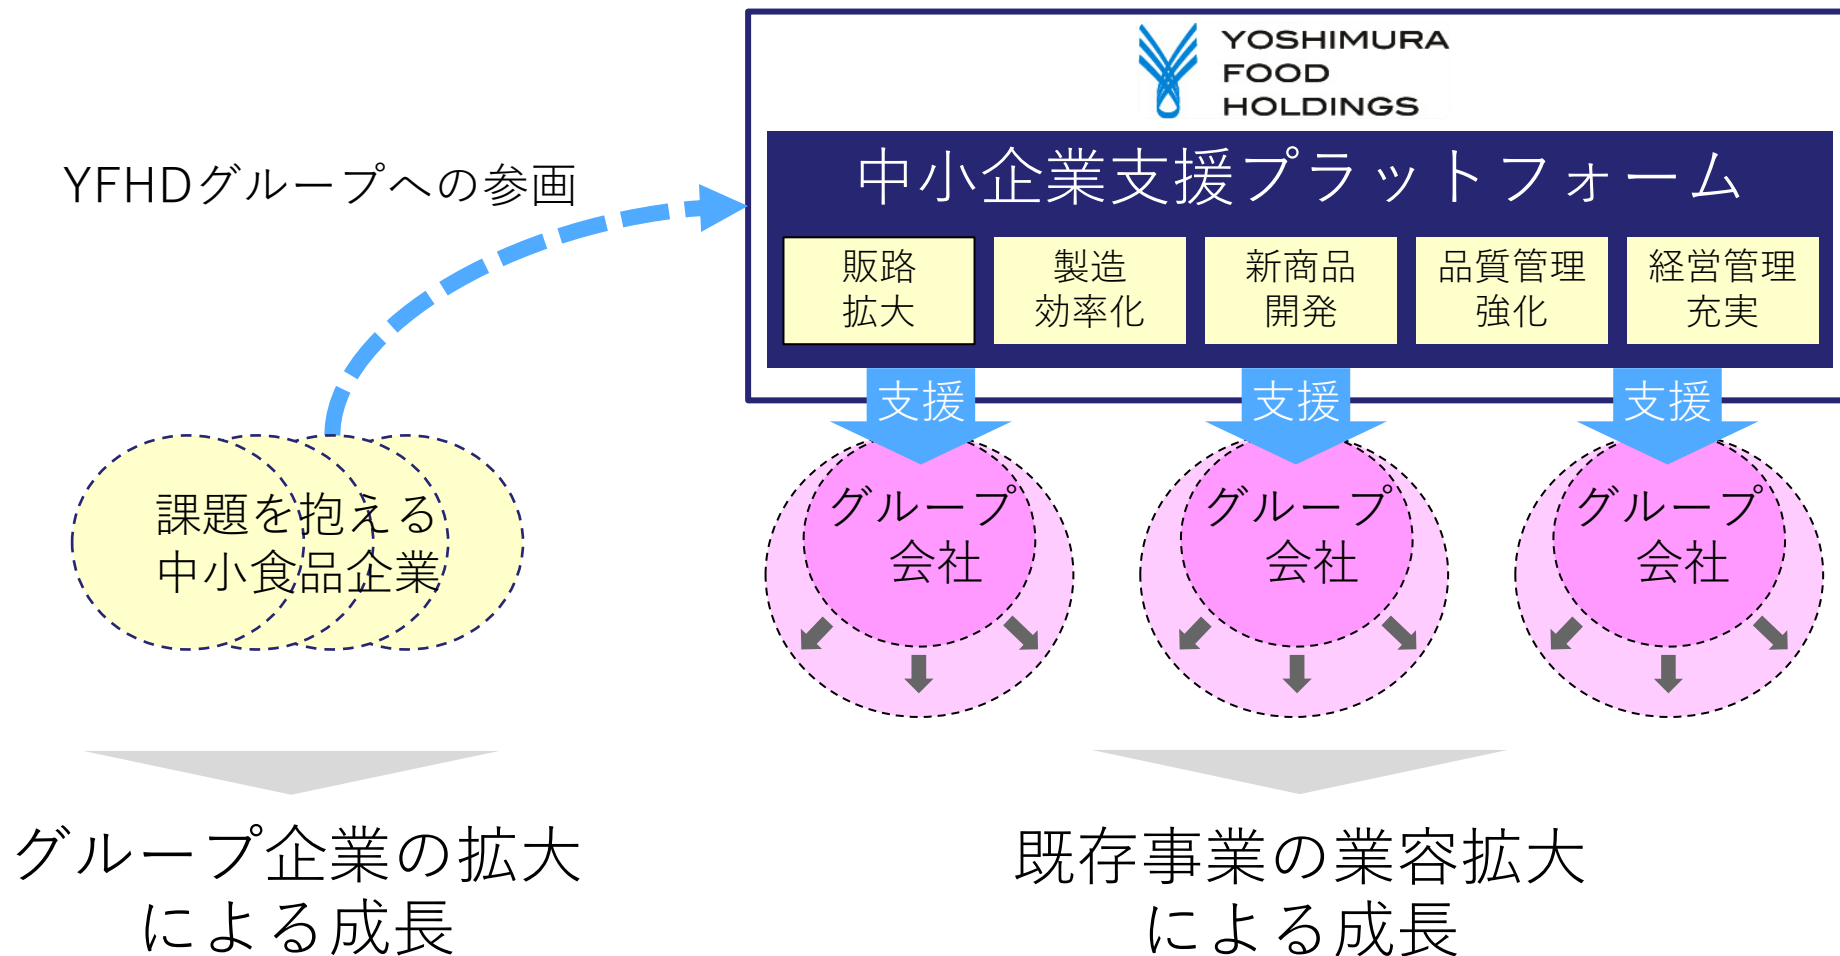 YOSHIMURA
FOOD
HOLDINGS
中小企業支援プラットフォーム
YFHDグループへの参画
販路
拡大
製造
効率化
新商品
開発
品質管理
強化
経営管理
充実
支援
支援
支援
課題を抱える
中小食品企業
グループ
会社
グループ
会社
グループ
会社
グループ企業の拡大
による成長
既存事業の業容拡大
による成長